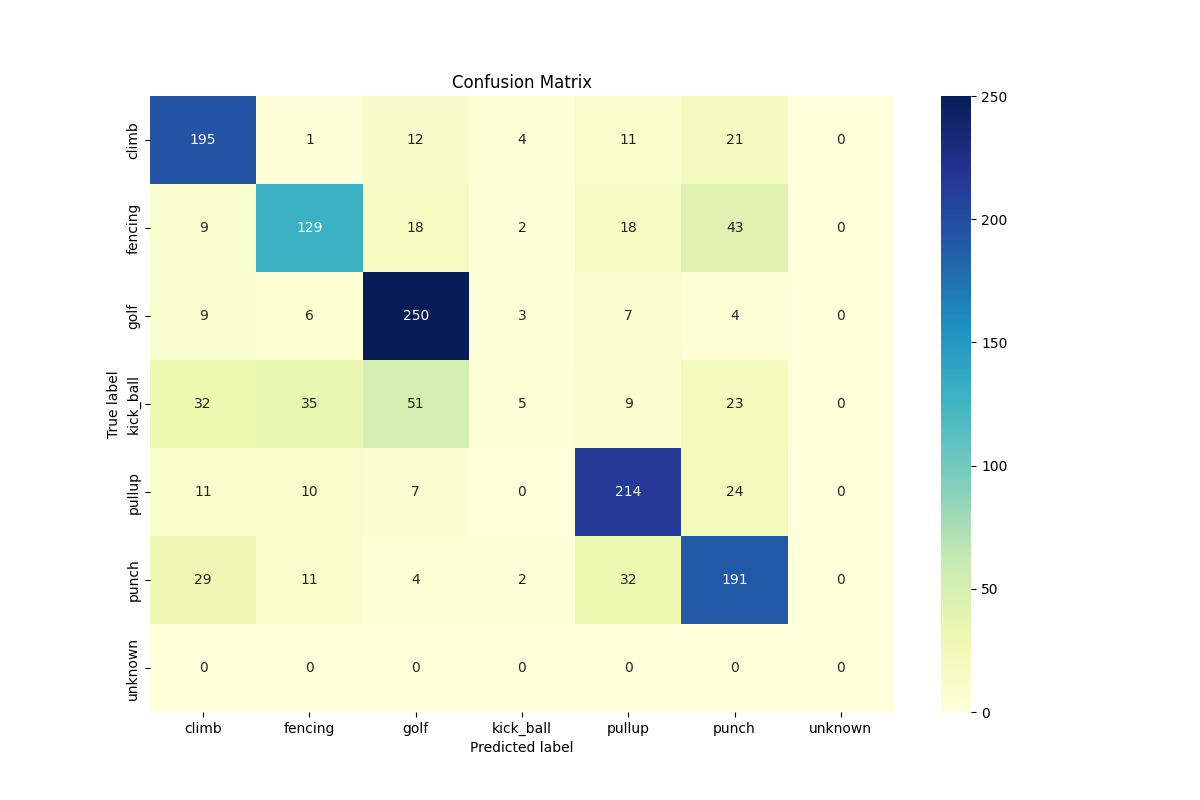 Confusion Matrix
climb 195 1 12 4 11 21 0
fencing 9 129 18 2 18 43 0
golf 9 6 250 3 7 4 0
kick_ball 32 35 51 5 9 23 0
pullup 11 10 7 0 214 24 0
punch 29 11 4 2 32 191 0
unknown 0 0 0 0 0 0 0
True label
climb fencing golf kick_ball pullup punch unknown
Predicted label
250
200
150
100
50
0